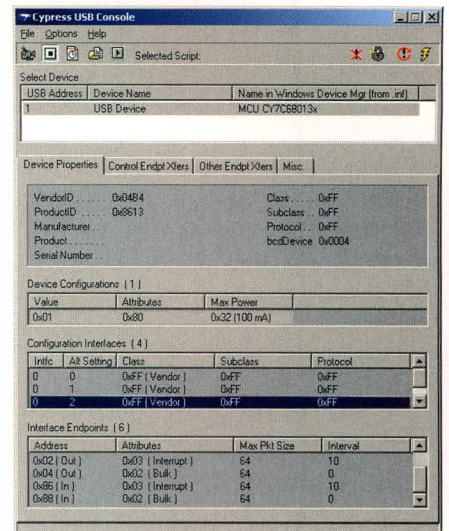 Cypress USB Console
File Options Help
Selected Script:
Select Device
USB Address Device Name Name in Windows Device Mgr (from .inf)
1 USB Device MCU CY7C68013x
Device Properties Control Endpt Xfers Other Endpt Xfers Misc.
VendorID...... 0x04B4 Class.... 0xFF
ProductID..... 0x8613 Subclass.. 0xFF
Manufacturer.. Protocol.. 0xFF
Product....... bcdDevice 0x0004
Serial Number..
Device Configurations (1)
Value Attributes Max Power
0x01 0x80 0x32 (100 mA)
Configuration Interfaces (4)
Intfc Alt Setting Class Subclass Protocol
0 0 0xFF (Vendor) 0xFF 0xFF
0 1 0xFF (Vendor) 0xFF 0xFF
0 2 0xFF (Vendor) 0xFF 0xFF
Interface Endpoints (6)
Address Attributes Max Pkt Size Interval
0x02 (Out) 0x03 (Interrupt) 64 10
0x04 (Out) 0x02 (Bulk) 64 0
0x86 (In) 0x03 (Interrupt) 64 10
0x88 (In) 0x02 (Bulk) 64 0